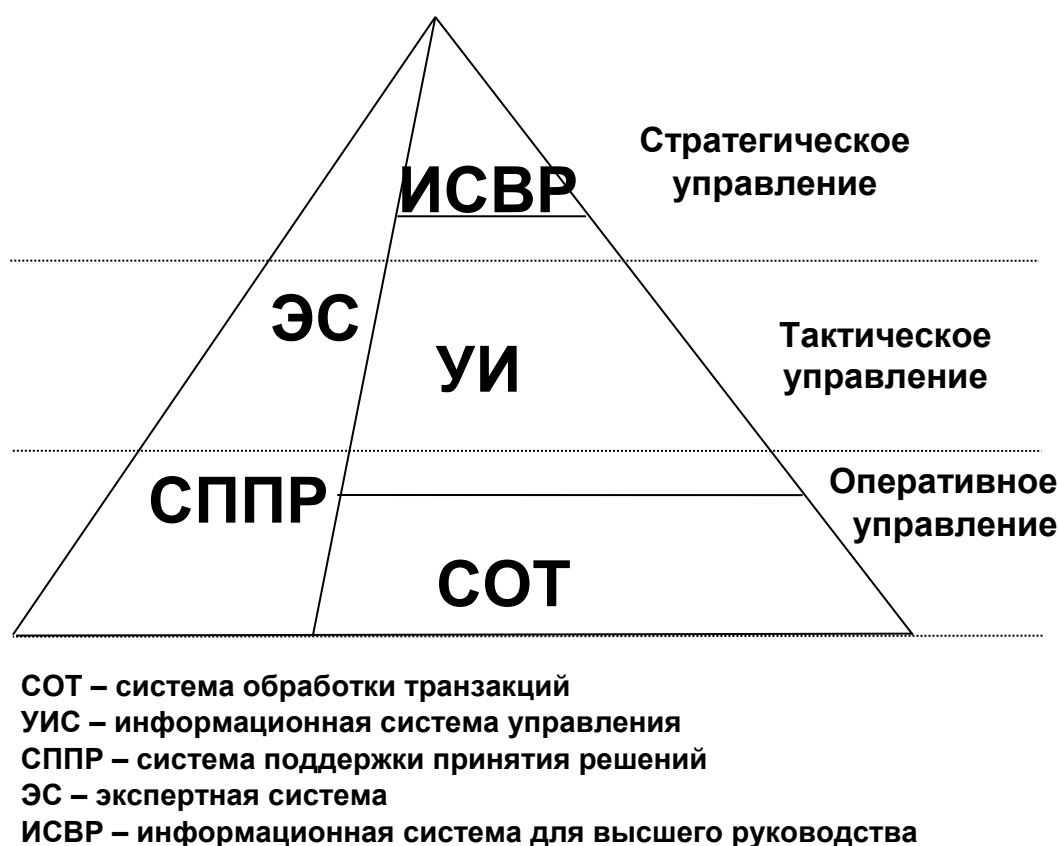 Стратегическое
управление
ИСВР
ЭС
Тактическое
управление
УИ
СППР
Оперативное
управление
СОТ
СОТ – система обработки транзакций
УИС – информационная система управления
СППР – система поддержки принятия решений
ЭС – экспертная система
ИСВР – информационная система для высшего руководства